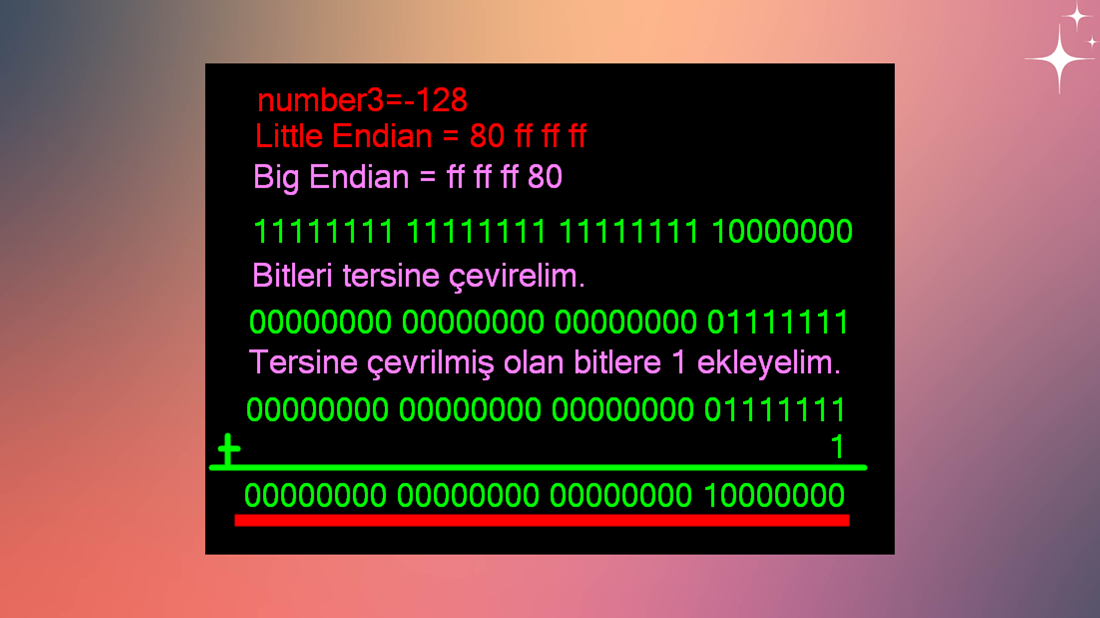 number3=-128
Little Endian = 80 ff ff ff
Big Endian = ff ff ff 80
11111111 11111111 11111111 10000000
Bitleri tersine çevirelim.
00000000 00000000 00000000 01111111
Tersine çevrilmiş olan bitlere 1 ekleyelim.
00000000 00000000 00000000 01111111
+ 1
00000000 00000000 00000000 10000000